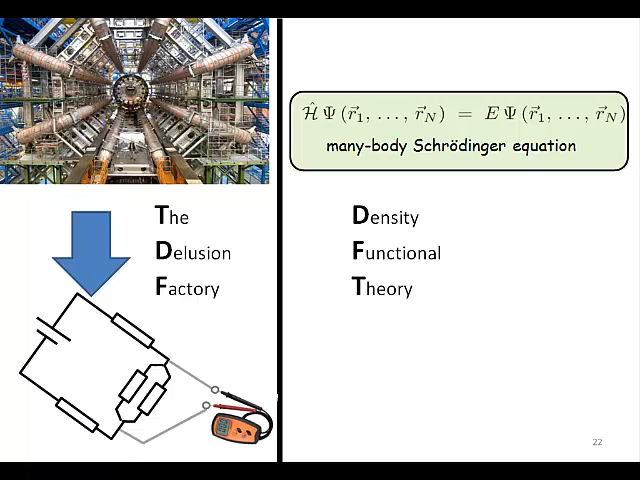 Ĥ Ψ (r⃗₁, …, r⃗_N) = E Ψ (r⃗₁, …, r⃗_N)
many-body Schrödinger equation
The
Delusion
Factory
Density
Functional
Theory
22